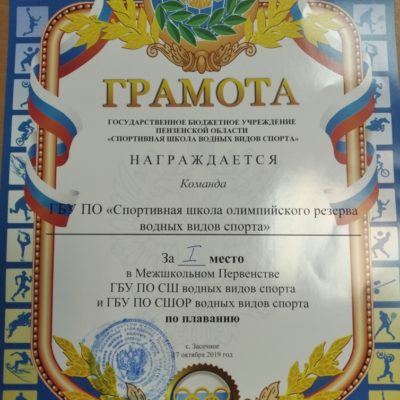 ГРАМОТА
ГОСУДАРСТВЕННОЕ БЮДЖЕТНОЕ УЧРЕЖДЕНИЕ
ПЕНЗЕНСКОЙ ОБЛАСТИ
«СПОРТИВНАЯ ШКОЛА ВОДНЫХ ВИДОВ СПОРТА»
НАГРАЖДАЕТСЯ
Команда
ГБУ ПО «Спортивная школа олимпийского резерва
водных видов спорта»
За I место
в Межшкольном Первенстве
ГБУ ПО СШ водных видов спорта
и ГБУ ПО СШОР водных видов спорта
по плаванию
с. Засечное
27 октября 2019 год